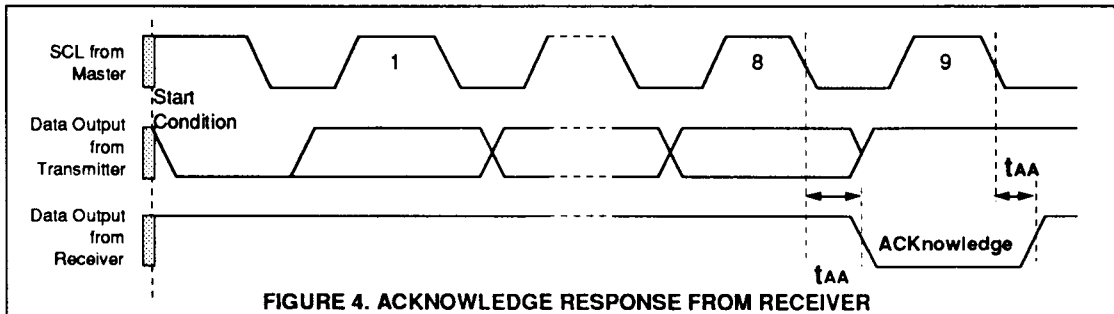 SCL from
Master
1
8
9
Start
Condition
Data Output
from
Transmitter
tAA
Data Output
from
Receiver
ACKnowledge
tAA
FIGURE 4. ACKNOWLEDGE RESPONSE FROM RECEIVER